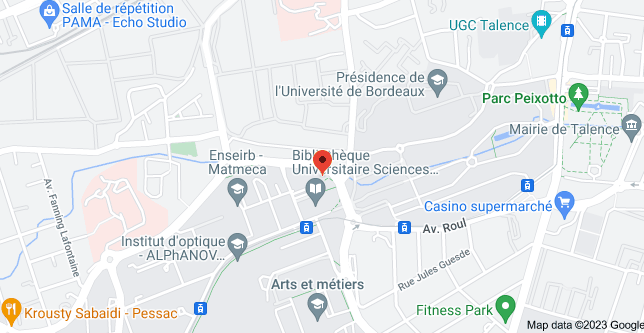 Salle de répétition
PAMA - Echo Studio
UGC Talence
Présidence de
l'Université de Bordeaux
Parc Peixotto
Mairie de Talence
Enseirb -
Matmeca
Bibliothèque
Universitaire Sciences...
Av. Fanning Lafontaine
Casino supermarché
Av. Roul
Institut d'optique
- ALPhANOV...
Rue Jules Guesde
Arts et métiers
Krousty Sabaidi - Pessac
Fitness Park
Map data ©2023 Google